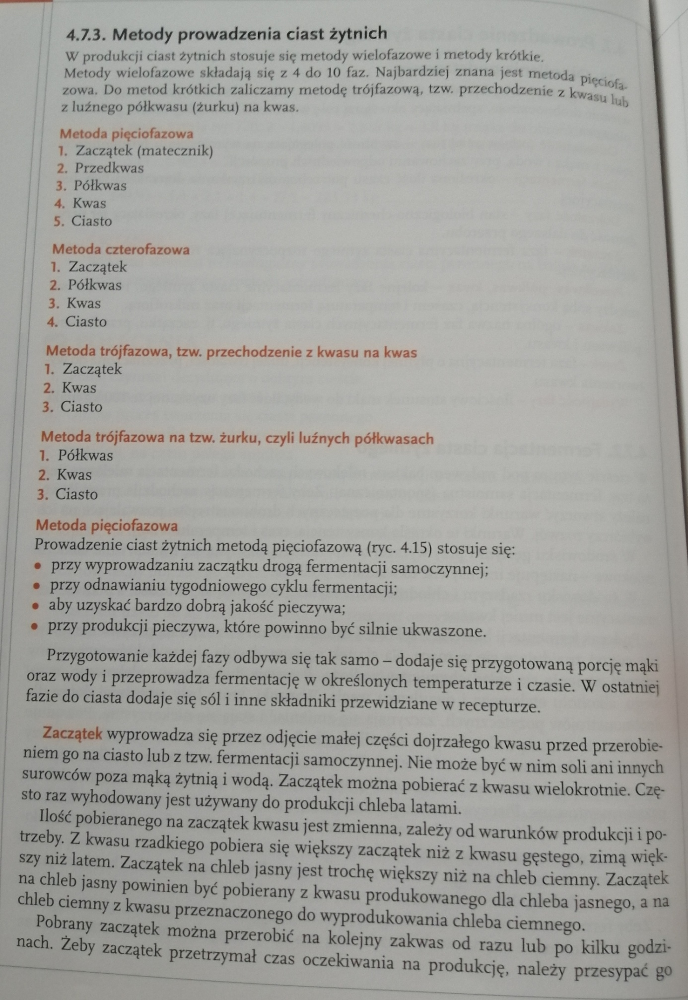 4.7.3. Metody prowadzenia ciast żytnich
W produkcji ciast żytnich stosuje się metody wielofazowe i metody krótkie.
Metody wielofazowe składają się z 4 do 10 faz. Najbardziej znana jest metoda pięciofa-
zowa. Do metod krótkich zaliczamy metodę trójfazową, tzw. przechodzenie z kwasu lub
z luźnego półkwasu (żurku) na kwas.
Metoda pięciofazowa
1. Zaczątek (matecznik)
2. Przedkwas
3. Półkwas
4. Kwas
5. Ciasto
Metoda czterofazowa
1. Zaczątek
2. Półkwas
3. Kwas
4. Ciasto
Metoda trójfazowa, tzw. przechodzenie z kwasu na kwas
1. Zaczątek
2. Kwas
3. Ciasto
Metoda trójfazowa na tzw. żurku, czyli luźnych półkwasach
1. Półkwas
2. Kwas
3. Ciasto
Metoda pięciofazowa
Prowadzenie ciast żytnich metodą pięciofazową (ryc. 4.15) stosuje się:
• przy wyprowadzaniu zaczątku drogą fermentacji samoczynnej;
• przy odnawianiu tygodniowego cyklu fermentacji;
• aby uzyskać bardzo dobrą jakość pieczywa;
• przy produkcji pieczywa, które powinno być silnie ukwaszone.
Przygotowanie każdej fazy odbywa się tak samo – dodaje się przygotowaną porcję mąki
oraz wody i przeprowadza fermentację w określonych temperaturze i czasie. W ostatniej
fazie do ciasta dodaje się sól i inne składniki przewidziane w recepturze.
Zaczątek wyprowadza się przez odjęcie małej części dojrzałego kwasu przed przerobie-
niem go na ciasto lub z tzw. fermentacji samoczynnej. Nie może być w nim soli ani innych
surowców poza mąką żytnią i wodą. Zaczątek można pobierać z kwasu wielokrotnie. Czę-
sto raz wyhodowany jest używany do produkcji chleba latami.
Ilość pobieranego na zaczątek kwasu jest zmienna, zależy od warunków produkcji i po-
trzeby. Z kwasu rzadkiego pobiera się większy zaczątek niż z kwasu gęstego, zimą więk-
szy niż latem. Zaczątek na chleb jasny jest trochę większy niż na chleb ciemny. Zaczątek
na chleb jasny powinien być pobierany z kwasu produkowanego dla chleba jasnego, a na
chleb ciemny z kwasu przeznaczonego do wyprodukowania chleba ciemnego.
Pobrany zaczątek można przerobić na kolejny zakwas od razu lub po kilku godzi-
nach. Żeby zaczątek przetrzymał czas oczekiwania na produkcję, należy przesypać go